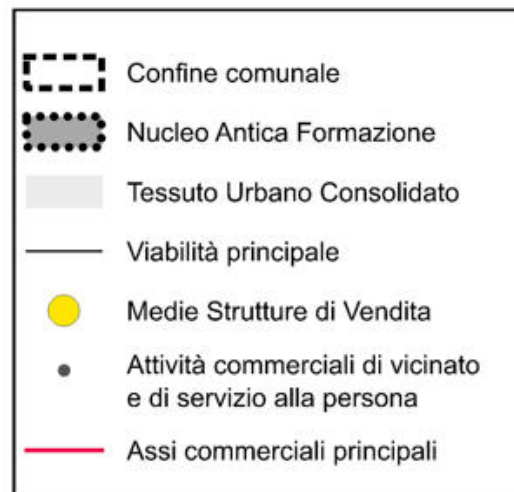 Confine comunale
Nucleo Antica Formazione
Tessuto Urbano Consolidato
Viabilità principale
Medie Strutture di Vendita
Attività commerciali di vicinato
e di servizio alla persona
Assi commerciali principali